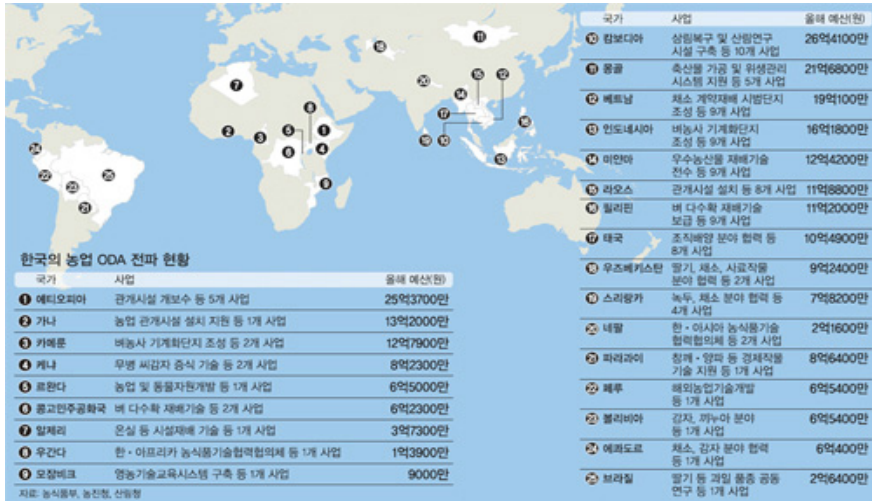 한국의 농업 ODA 전파 현황
국가 사업 올해 예산(원)
❶ 에티오피아 관개시설 개보수 등 5개 사업 25억3700만
❷ 가나 농업 관개시설 설치 지원 등 1개 사업 13억2000만
❸ 카메룬 벼농사 기계화단지 조성 등 2개 사업 12억7900만
❹ 케냐 무병 씨감자 증식 기술 등 2개 사업 8억2300만
❺ 르완다 농업 및 동물자원개발 등 1개 사업 6억5000만
❻ 콩고민주공화국 벼 다수확 재배기술 등 2개 사업 6억2300만
❼ 알제리 온실 등 시설재배 기술 등 1개 사업 3억7300만
❽ 우간다 한·아프리카 농식품기술협력협의체 등 1개 사업 1억3900만
❾ 모잠비크 영농기술교육시스템 구축 등 1개 사업 9000만
자료: 농식품부, 농진청, 산림청
국가 사업 올해 예산(원)
❿ 캄보디아 삼림복구 및 산림연구 26억4100만
시설 구축 등 10개 사업
⓫ 몽골 축산물 가공 및 위생관리 21억6800만
시스템 지원 등 5개 사업
⓬ 베트남 채소 계약재배 시범단지 19억100만
조성 등 9개 사업
⓭ 인도네시아 벼농사 기계화단지 16억1800만
조성 등 9개 사업
⓮ 미얀마 우수농산물 재배기술 12억4200만
전수 등 9개 사업
⓯ 라오스 관개시설 설치 등 8개 사업 11억8800만
⓰ 필리핀 벼 다수확 재배기술 11억2000만
보급 등 9개 사업
⓱ 태국 조직배양 분야 협력 등 10억4900만
8개 사업
⓲ 우즈베키스탄 딸기, 채소, 사료작물 9억2400만
분야 협력 등 2개 사업
⓳ 스리랑카 녹두, 채소 분야 협력 등 7억8200만
4개 사업
⓴ 네팔 한·아시아 농식품기술 2억1600만
협력협의체 등 2개 사업
㉑ 파라과이 참깨·양파 등 경제작물 8억6400만
기술 지원 등 1개 사업
㉒ 페루 해외농업기술개발 6억5400만
등 1개 사업
㉓ 볼리비아 감자, 끼누아 분야 6억5400만
등 1개 사업
㉔ 에콰도르 채소, 감자 분야 협력 6억400만
등 1개 사업
㉕ 브라질 딸기 등 과일 품종 공동 2억6400만
연구 등 1개 사업